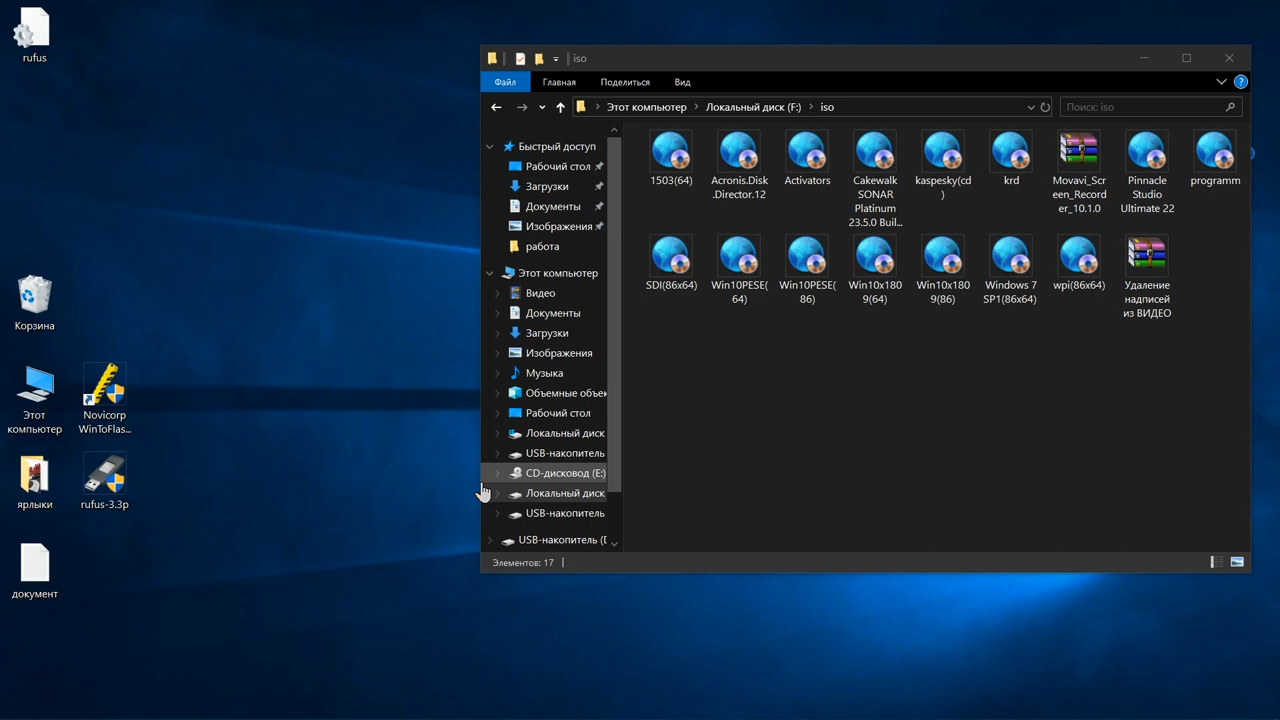 rufus
Корзина
Этот
компьютер
Novicorp
WinToFlas...
ярлыки
rufus-3.3p
документ
iso
Файл
Главная
Поделиться
Вид
Этот компьютер
Локальный диск (F:)
iso
Поиск: iso
Быстрый доступ
Рабочий стол
Загрузки
Документы
Изображения
работа
Этот компьютер
Видео
Документы
Загрузки
Изображения
Музыка
Объемные объек
Рабочий стол
Локальный диск
USB-накопитель
CD-дисковод (E:)
Локальный диск
USB-накопитель
USB-накопитель (D
1503(64)
Acronis.Disk
.Director.12
Activators
Cakewalk
SONAR
Platinum
23.5.0 Buil...
kaspesky(cd
)
krd
Movavi_Scr
een_Record
er_10.1.0
Pinnacle
Studio
Ultimate 22
programm
SDI(86x64)
Win10PESE(
64)
Win10PESE(
86)
Win10x180
9(64)
Win10x180
9(86)
Windows 7
SP1(86x64)
wpi(86x64)
Удаление
надписей
из ВИДЕО
Элементов: 17